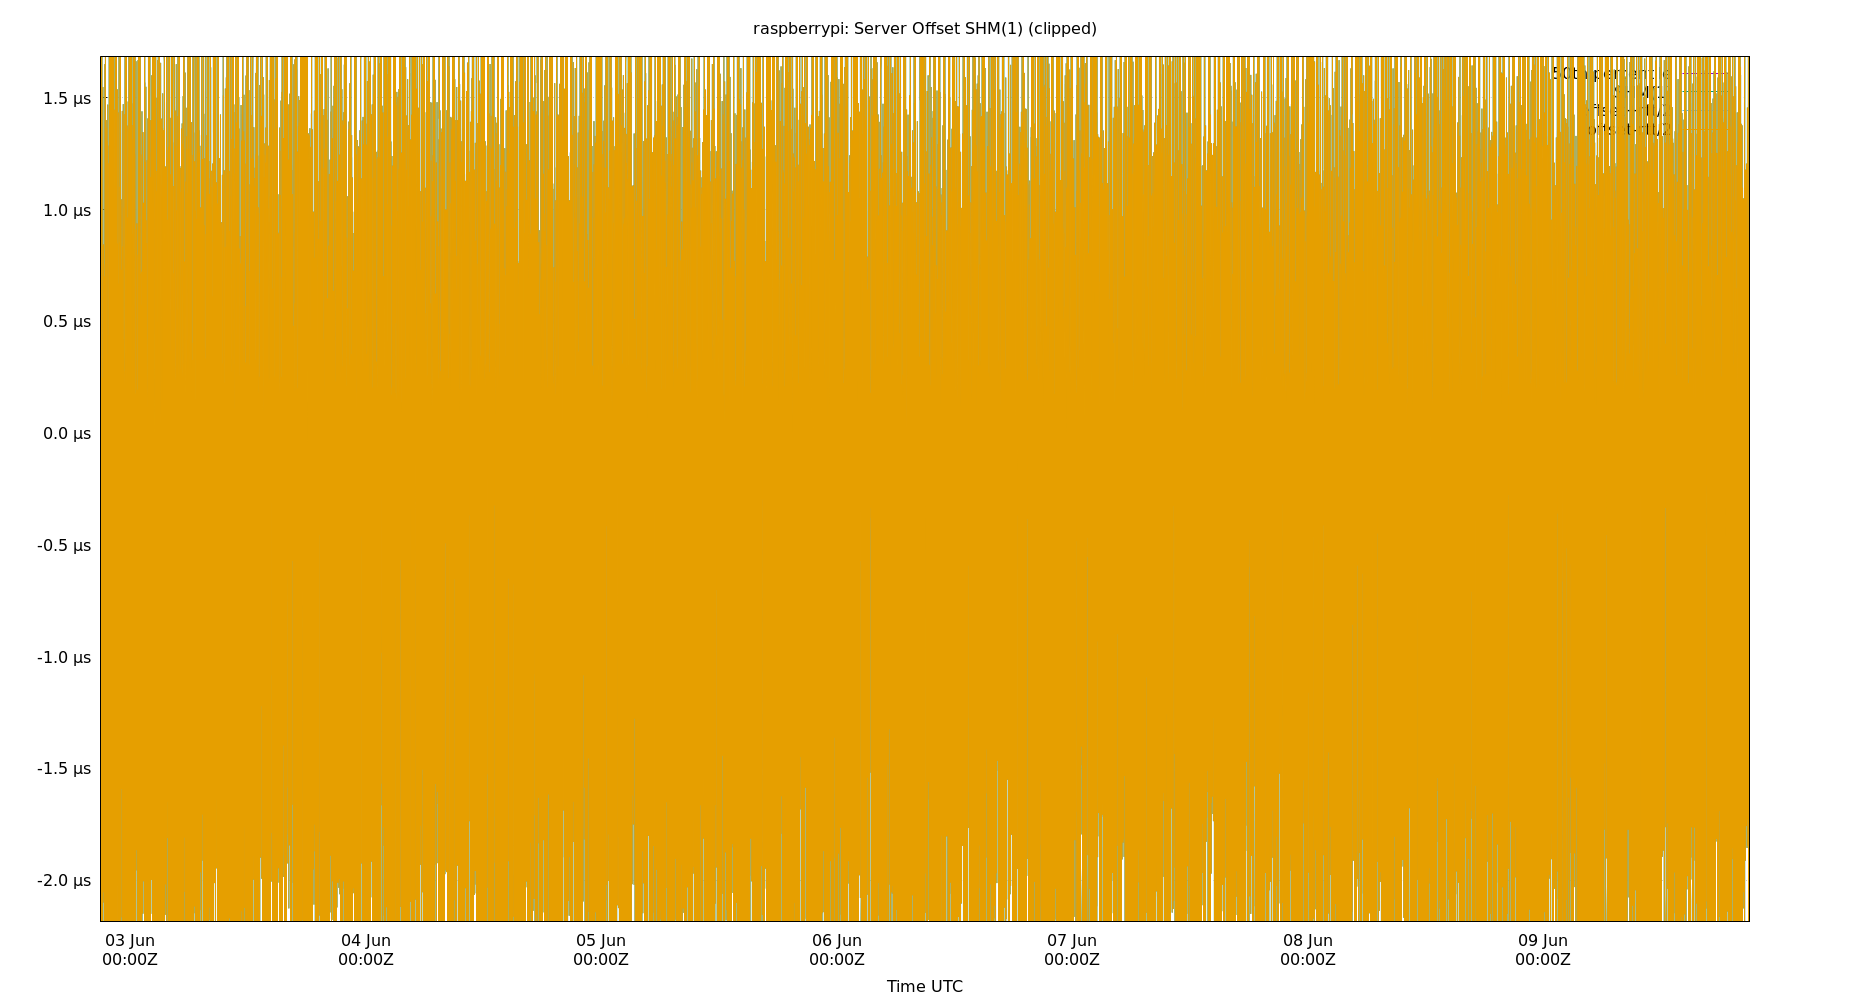 raspberrypi: Server Offset SHM(1) (clipped)
1.5 µs
1.0 µs
0.5 µs
0.0 µs
-0.5 µs
-1.0 µs
-1.5 µs
-2.0 µs
03 Jun 04 Jun 05 Jun 06 Jun 07 Jun 08 Jun 09 Jun
00:00Z 00:00Z 00:00Z 00:00Z 00:00Z 00:00Z 00:00Z
Time UTC